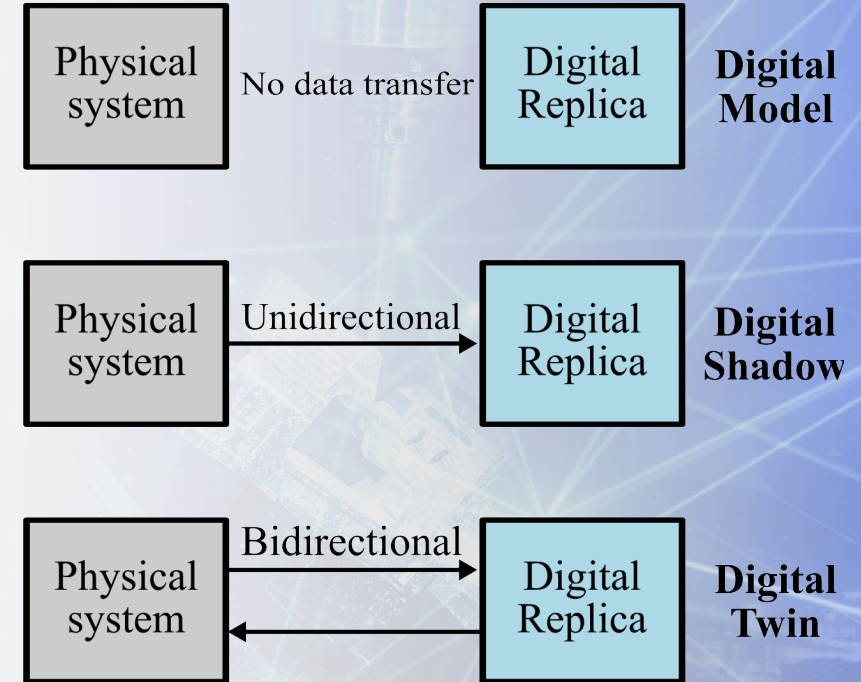 Physical
system
No data transfer
Digital
Replica
Digital
Model
Physical
system
Unidirectional
Digital
Replica
Digital
Shadow
Physical
system
Bidirectional
Digital
Replica
Digital
Twin